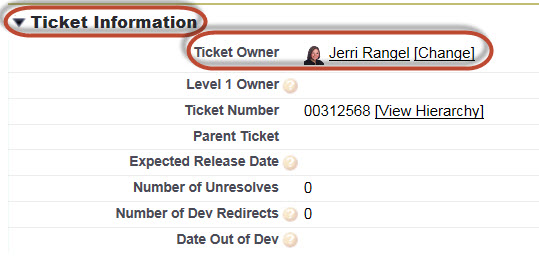 Ticket Information
Ticket Owner Jerri Rangel [Change]
Level 1 Owner ?
Ticket Number 00312568 [View Hierarchy]
Parent Ticket
Expected Release Date ?
Number of Unresolves ? 0
Number of Dev Redirects ? 0
Date Out of Dev ?